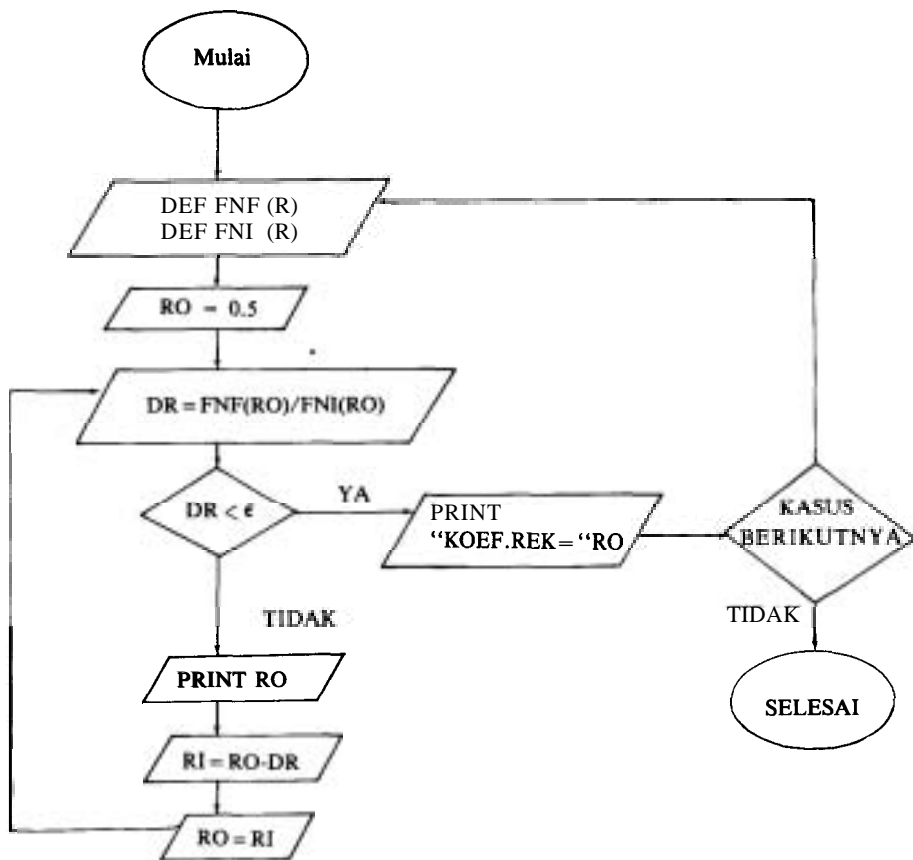 Mulai
DEF FNF (R)
DEF FNI (R)
RO = 0.5
DR = FNF(RO)/FNI(RO)
DR < ϵ
YA
PRINT
“KOEF.REK= “RO
KASUS
BERIKUTNYA
TIDAK
TIDAK
SELESAI
PRINT RO
RI = RO-DR
RO = RI